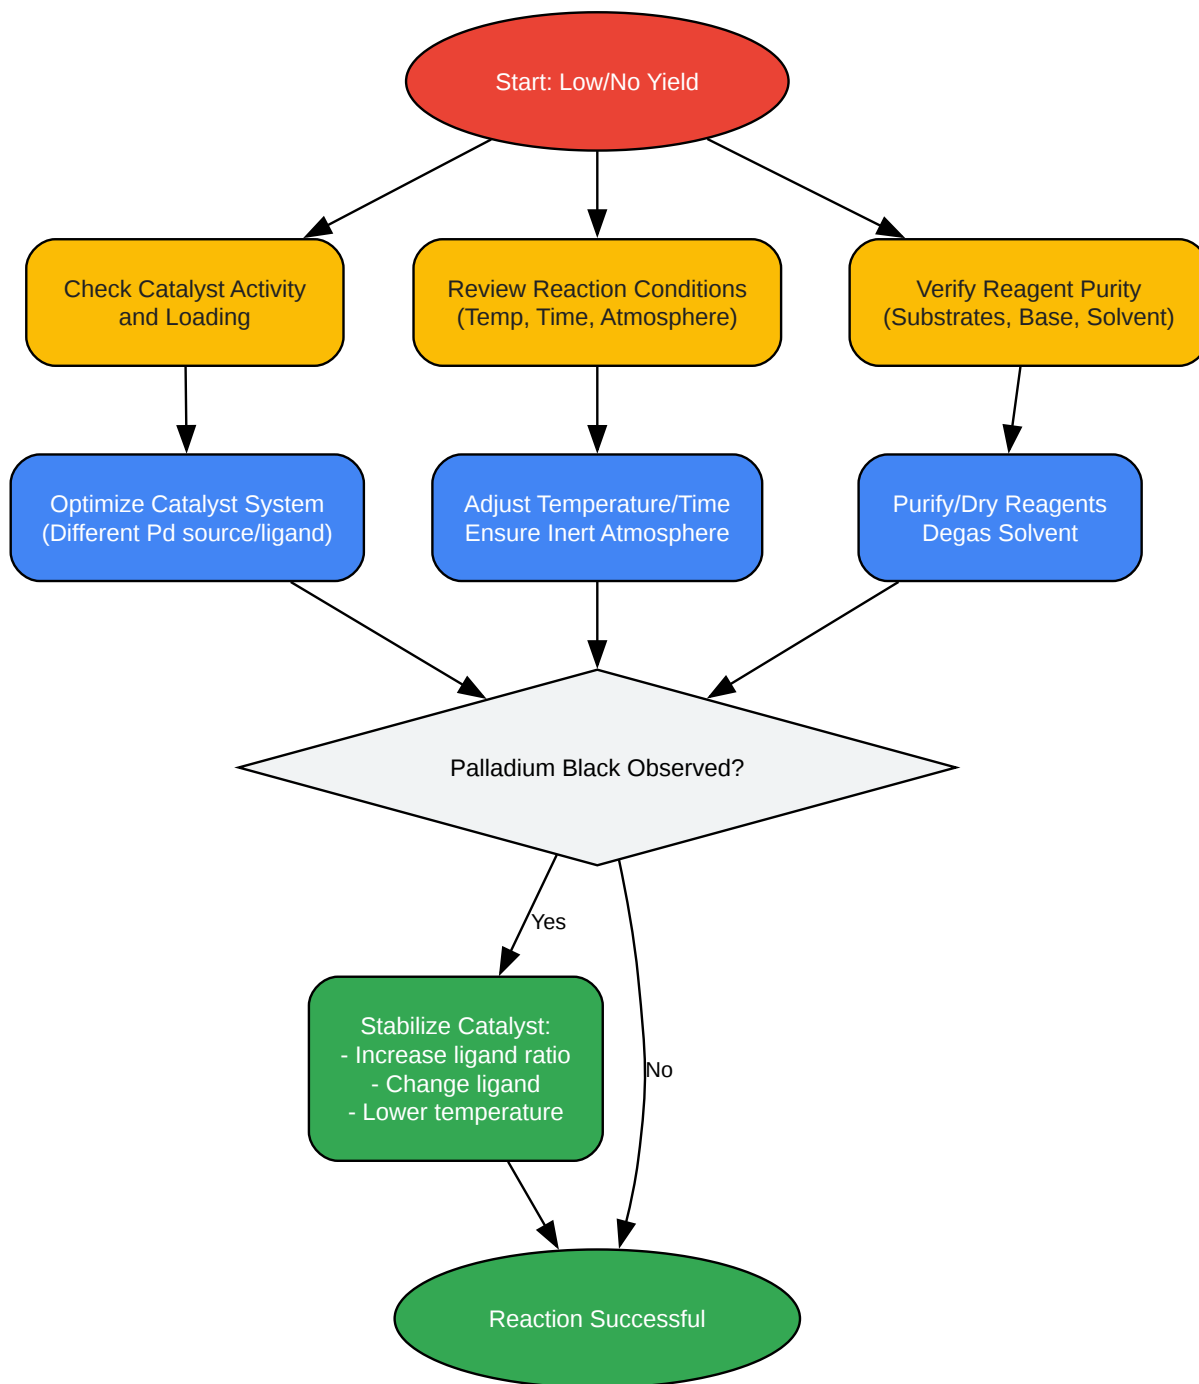 Start: Low/No Yield
Check Catalyst Activity
and Loading
Review Reaction Conditions
(Temp, Time, Atmosphere)
Verify Reagent Purity
(Substrates, Base, Solvent)
Optimize Catalyst System
(Different Pd source/ligand)
Adjust Temperature/Time
Ensure Inert Atmosphere
Purify/Dry Reagents
Degas Solvent
Palladium Black Observed?
Yes
Stabilize Catalyst:
- Increase ligand ratio
- Change ligand
- Lower temperature
No
Reaction Successful